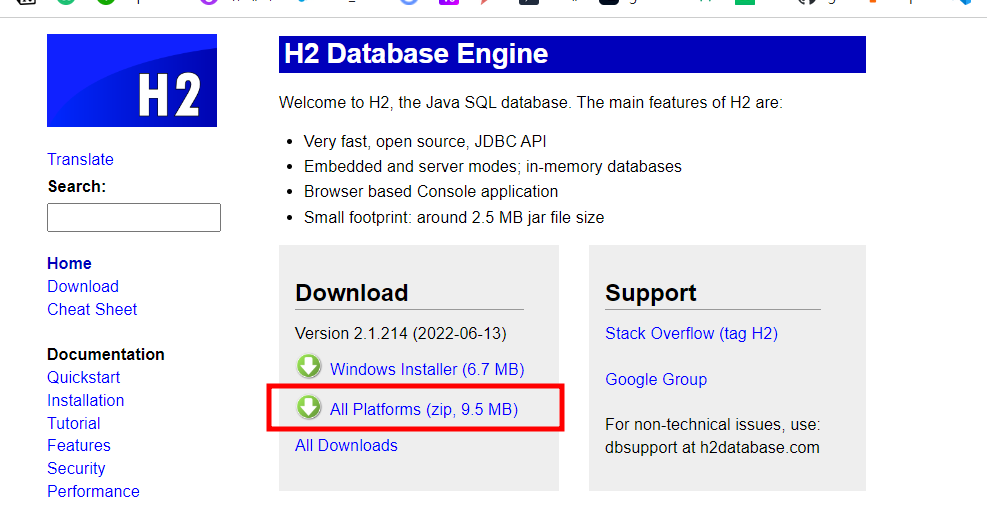 H2
Translate
Search:
Home
Download
Cheat Sheet
Documentation
Quickstart
Installation
Tutorial
Features
Security
Performance
H2 Database Engine
Welcome to H2, the Java SQL database. The main features of H2 are:
Very fast, open source, JDBC API
Embedded and server modes; in-memory databases
Browser based Console application
Small footprint: around 2.5 MB jar file size
Download
Version 2.1.214 (2022-06-13)
Windows Installer (6.7 MB)
All Platforms (zip, 9.5 MB)
All Downloads
Support
Stack Overflow (tag H2)
Google Group
For non-technical issues, use:
dbsupport at h2database.com